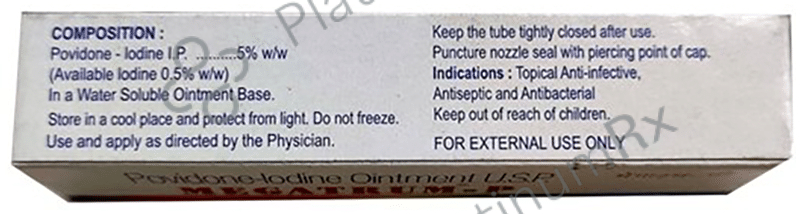 COMPOSITION :
Povidone - Iodine I.P. ..........5% w/w
(Available Iodine 0.5% w/w)
In a Water Soluble Ointment Base.
Store in a cool place and protect from light. Do not freeze.
Use and apply as directed by the Physician.
Keep the tube tightly closed after use.
Puncture nozzle seal with piercing point of cap.
Indications : Topical Anti-infective,
Antiseptic and Antibacterial
Keep out of reach of children.
FOR EXTERNAL USE ONLY
Povidone-Iodine Ointment U.S.P.
MEGATRUM-P
PlatinumRx